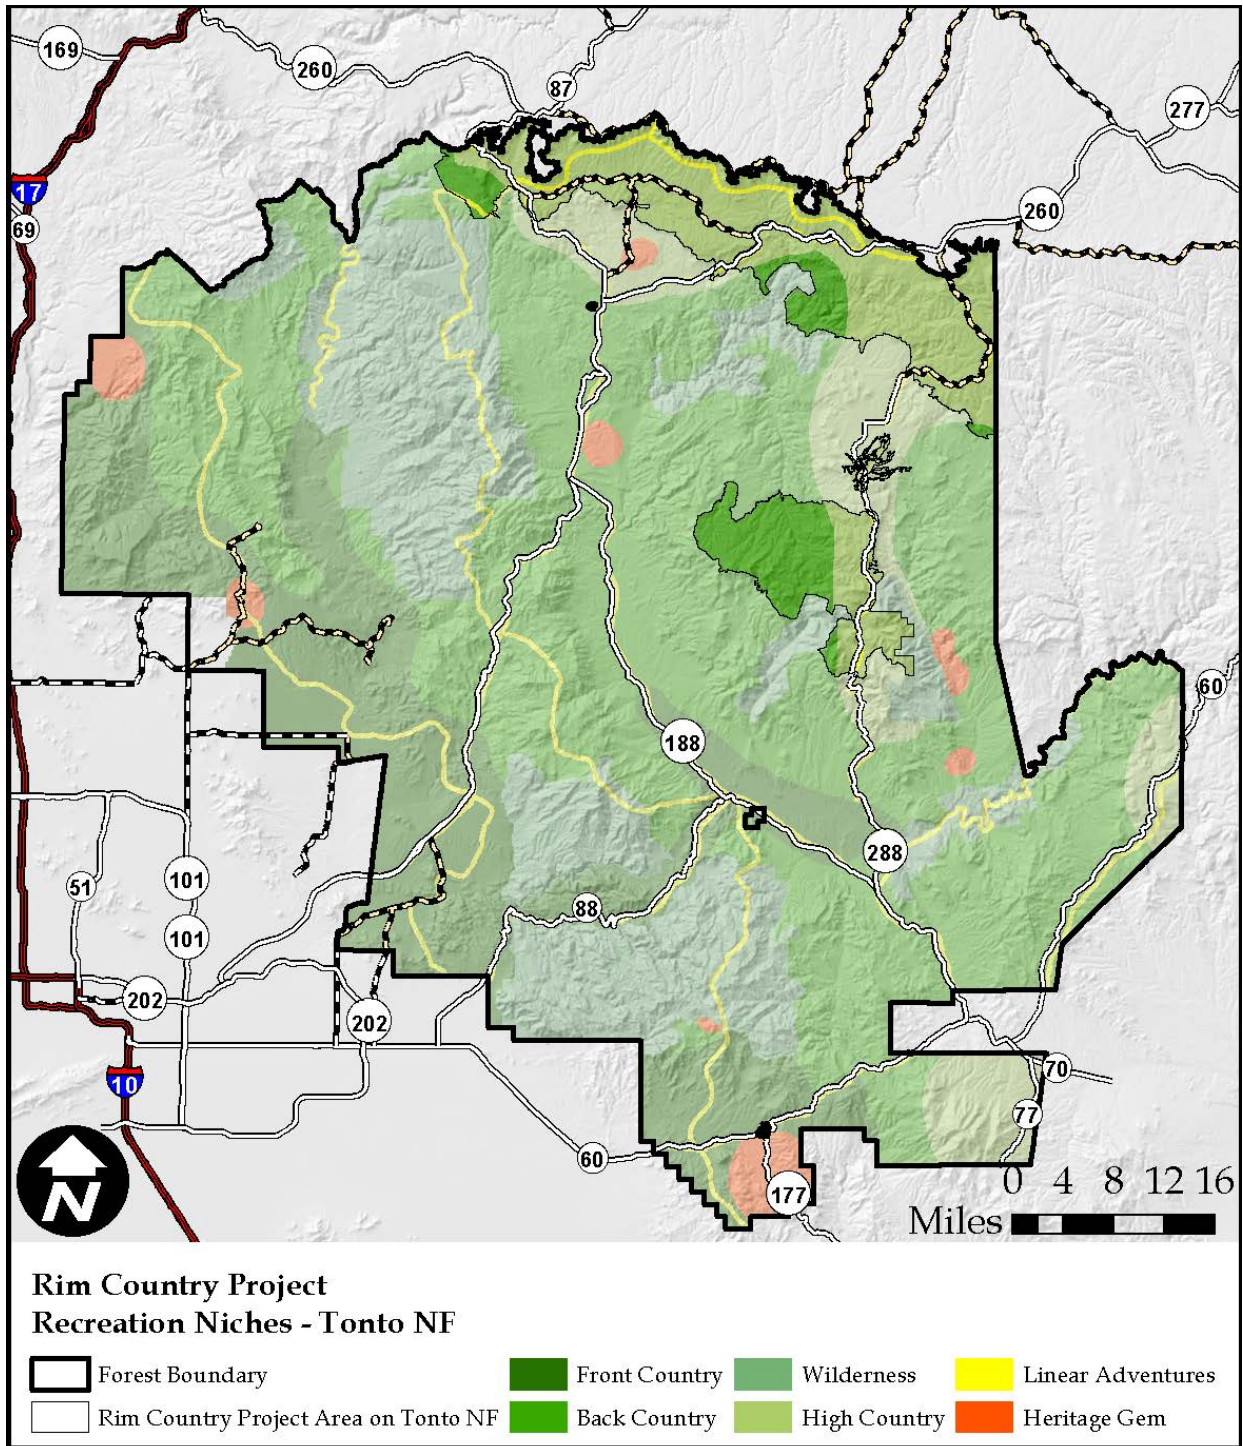 169
260
87
277
17
69
260
60
188
288
51
101
88
101
202
202
10
70
77
60
177
N
0 4 8 12 16
Miles
Rim Country Project
Recreation Niches - Tonto NF
Forest Boundary
Front Country
Wilderness
Linear Adventures
Rim Country Project Area on Tonto NF
Back Country
High Country
Heritage Gem